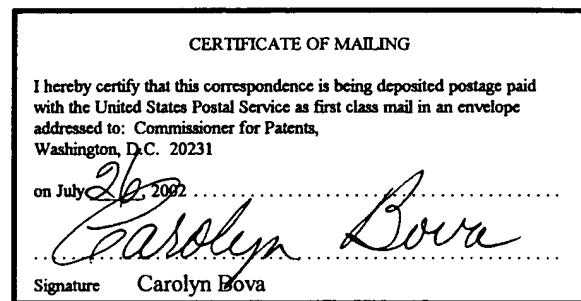 CERTIFICATE OF MAILING
I hereby certify that this correspondence is being deposited postage paid
with the United States Postal Service as first class mail in an envelope
addressed to: Commissioner for Patents,
Washington, D.C. 20231
on July 26, 2002
Carolyn Bova
Signature Carolyn Bova